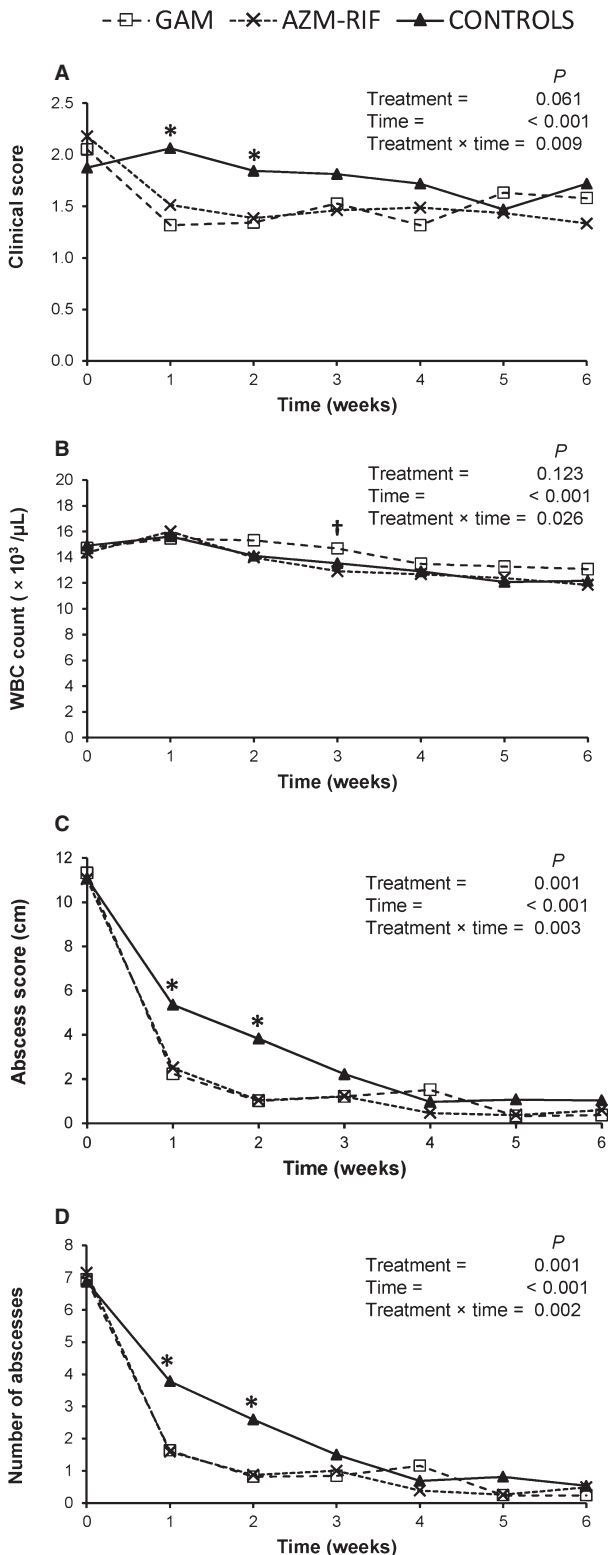 GAM AZM-RIF CONTROLS
A
P
Treatment = 0.061
Time = < 0.001
Treatment × time = 0.009
* *
Clinical score
2.5
2.0
1.5
1.0
0.5
0.0
0 1 2 3 4 5 6
Time (weeks)
B
P
Treatment = 0.123
Time = < 0.001
Treatment × time = 0.026
†
WBC count ( × 10³ /µL)
20
18
16
14
12
10
8
6
4
2
0
0 1 2 3 4 5 6
Time (weeks)
C
P
Treatment = 0.001
Time = < 0.001
Treatment × time = 0.003
* *
Abscess score (cm)
12
10
8
6
4
2
0
0 1 2 3 4 5 6
Time (weeks)
D
P
Treatment = 0.001
Time = < 0.001
Treatment × time = 0.002
* *
Number of abscesses
8
7
6
5
4
3
2
1
0
0 1 2 3 4 5 6
Time (weeks)